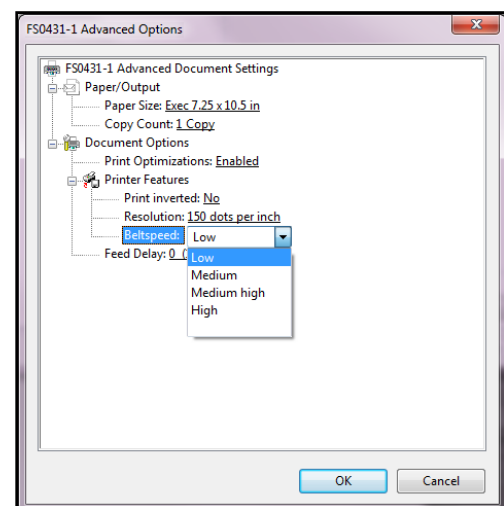 FS0431-1 Advanced Options
FS0431-1 Advanced Document Settings
Paper/Output
Paper Size: Exec 7.25 x 10.5 in
Copy Count: 1 Copy
Document Options
Print Optimizations: Enabled
Printer Features
Print inverted: No
Resolution: 150 dots per inch
Beltspeed: Low
Feed Delay: 0 (
Low
Medium
Medium high
High
OK Cancel